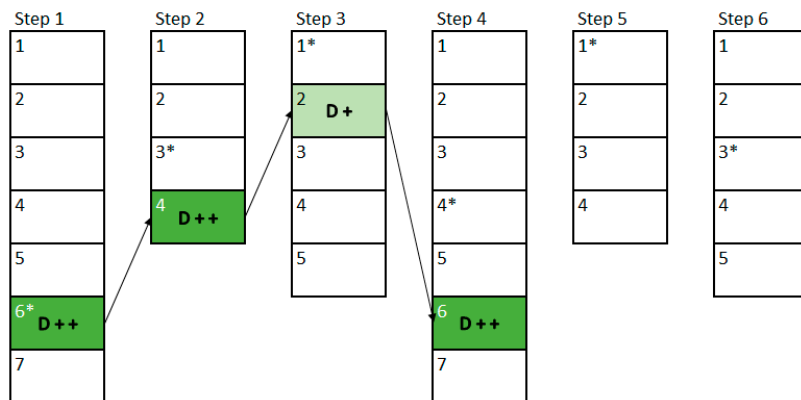 Step 1 Step 2 Step 3 Step 4 Step 5 Step 6
1 1 1* 1 1* 1
2 2 2 D + 2 2 2
3 3* 3 3 3 3*
4 4 D ++ 4 4* 4 4
5 5 5 5
6* D ++ 6 D ++
7 7